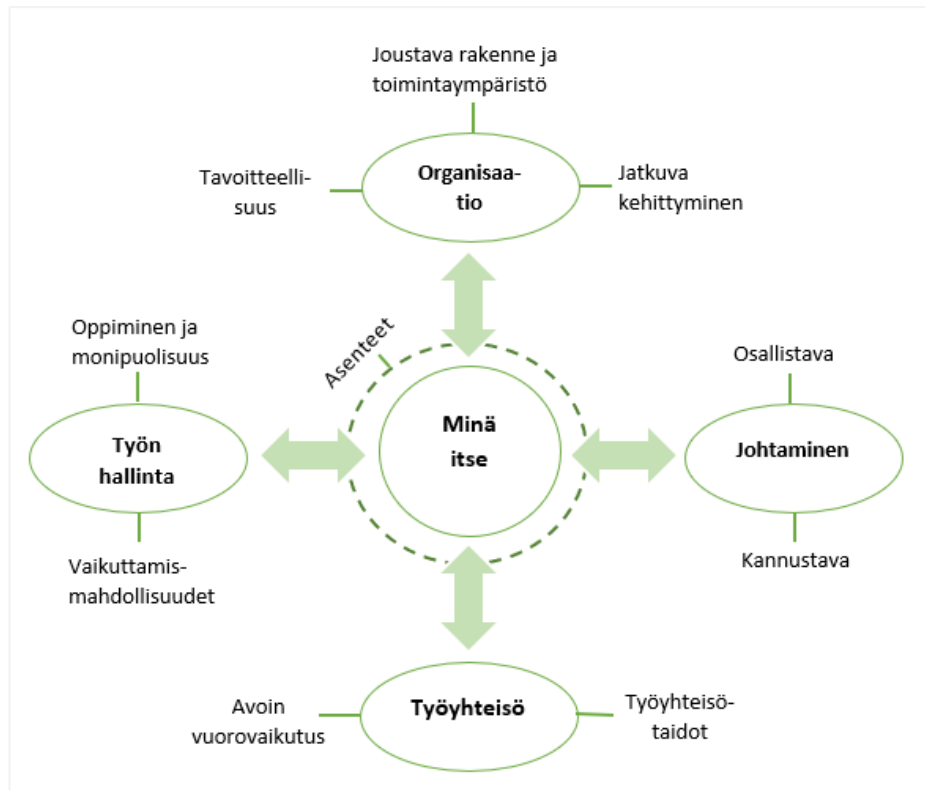 Joustava rakenne ja
toimintaympäristö
Tavoitteelli-
suus
Organisaa-
tio
Jatkuva
kehittyminen
Asenteet
Oppiminen ja
monipuolisuus
Työn
hallinta
Vaikuttamis-
mahdollisuudet
Minä
itse
Osallistava
Johtaminen
Kannustava
Avoin
vuorovaikutus
Työyhteisö
Työyhteisö-
taidot